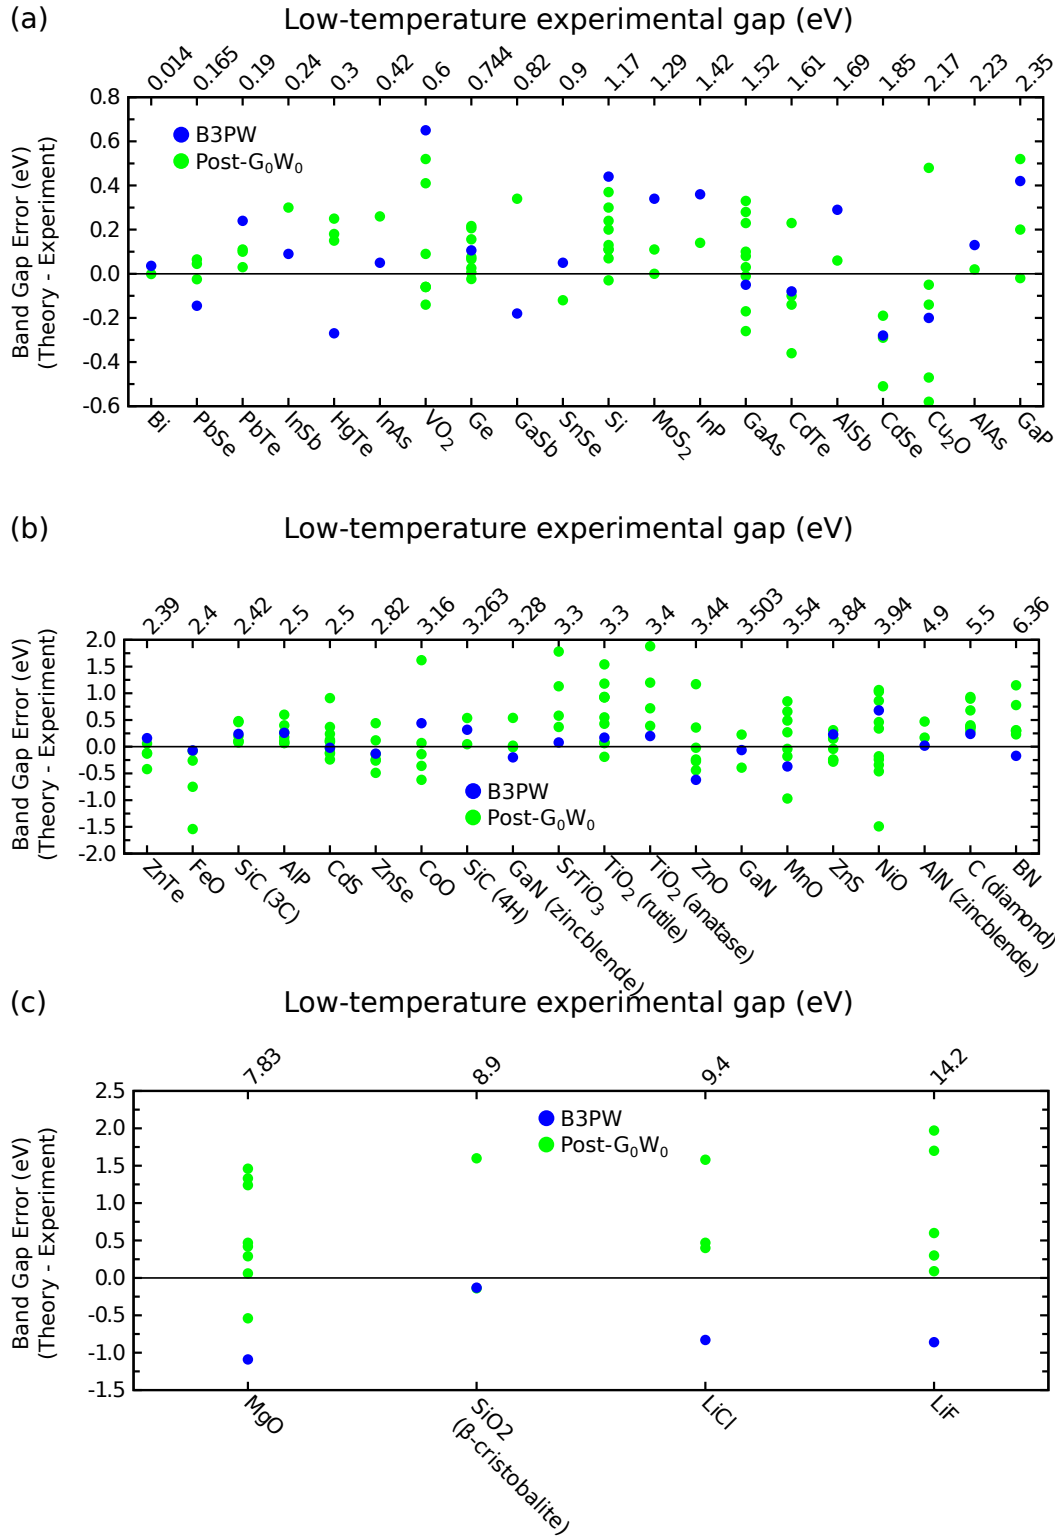 (a) Low-temperature experimental gap (eV)
0.014 0.165 0.19 0.24 0.3 0.42 0.6 0.744 0.82 0.9 1.17 1.29 1.42 1.52 1.61 1.69 1.85 2.17 2.23 2.35
Band Gap Error (eV)
(Theory - Experiment)
0.8
0.6
0.4
0.2
0.0
-0.2
-0.4
-0.6
B3PW
Post-G₀W₀
Bi PbSe PbTe InSb HgTe InAs VO₂ Ge GaSb SnSe Si MoS₂ InP GaAs CdTe AlSb CdSe Cu₂O AlAs GaP
(b) Low-temperature experimental gap (eV)
2.39 2.4 2.42 2.5 2.5 2.82 3.16 3.263 3.28 3.3 3.3 3.4 3.44 3.503 3.54 3.84 3.94 4.9 5.5 6.36
Band Gap Error (eV)
(Theory - Experiment)
2.0
1.5
1.0
0.5
0.0
-0.5
-1.0
-1.5
-2.0
B3PW
Post-G₀W₀
ZnTe FeO SiC (3C) AlP CdS ZnSe CoO SiC (4H) GaN (zincblende) SrTiO₃ TiO₂ (rutile) TiO₂ (anatase) ZnO GaN MnO ZnS NiO AlN (zincblende) C (diamond) BN
(c) Low-temperature experimental gap (eV)
7.83 8.9 9.4 14.2
Band Gap Error (eV)
(Theory - Experiment)
2.5
2.0
1.5
1.0
0.5
0.0
-0.5
-1.0
-1.5
B3PW
Post-G₀W₀
MgO
SiO2
(β-cristobalite)
LiCl
LiF